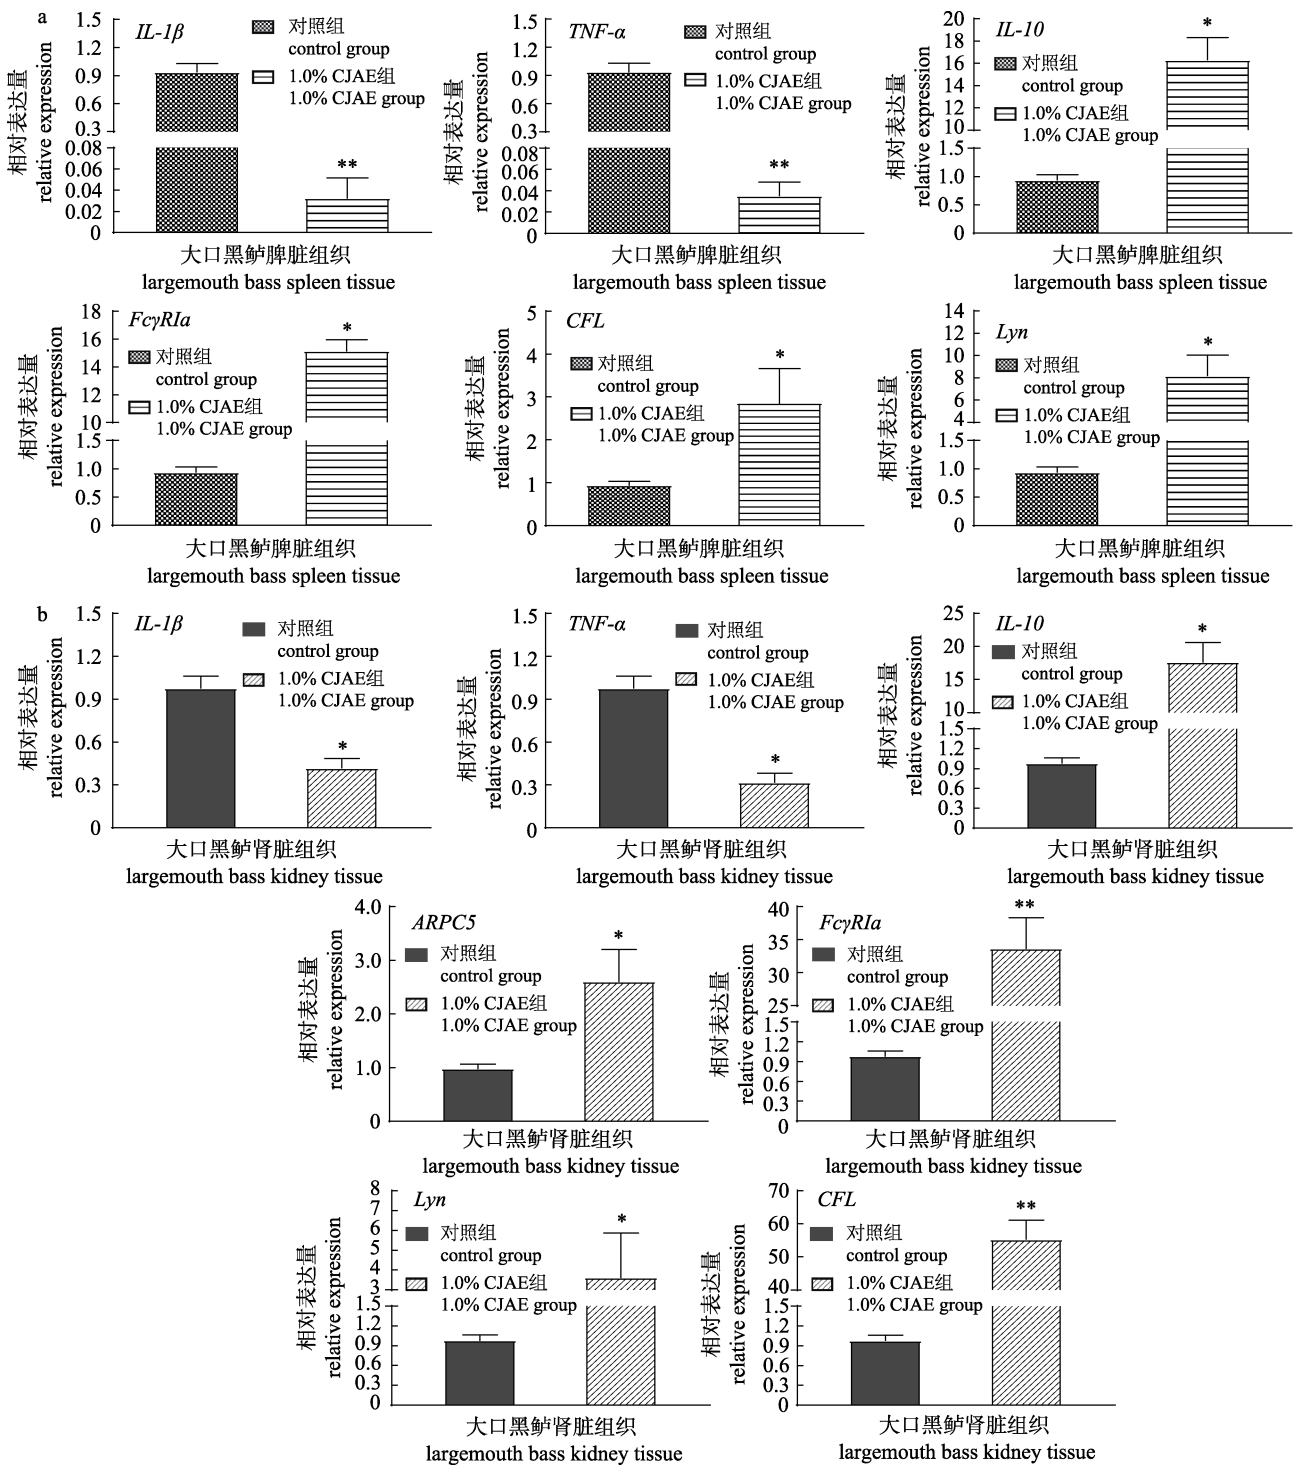 a
IL-1β
对照组
control group
1.0% CJAE组
1.0% CJAE group
相对表达量
relative expression
1.5
1.2
0.9
0.6
0.3
0.08
0.06
0.04
0.02
0
**
大口黑鲈脾脏组织
largemouth bass spleen tissue
TNF-α
对照组
control group
1.0% CJAE组
1.0% CJAE group
相对表达量
relative expression
1.5
1.2
0.9
0.6
0.3
0.08
0.06
0.04
0.02
0
**
大口黑鲈脾脏组织
largemouth bass spleen tissue
IL-10
对照组
control group
1.0% CJAE组
1.0% CJAE group
相对表达量
relative expression
20
18
16
14
12
10
1.5
1.0
0.5
0
*
大口黑鲈脾脏组织
largemouth bass spleen tissue
FcγRIa
对照组
control group
1.0% CJAE组
1.0% CJAE group
相对表达量
relative expression
18
16
14
12
10
1.5
1.0
0.5
0
*
大口黑鲈脾脏组织
largemouth bass spleen tissue
CFL
对照组
control group
1.0% CJAE组
1.0% CJAE group
相对表达量
relative expression
5
4
3
2
1
0
*
大口黑鲈脾脏组织
largemouth bass spleen tissue
Lyn
对照组
control group
1.0% CJAE组
1.0% CJAE group
相对表达量
relative expression
14
12
10
8
6
4
1.5
1.0
0.5
0
*
大口黑鲈脾脏组织
largemouth bass spleen tissue
b
IL-1β
对照组
control group
1.0% CJAE组
1.0% CJAE group
相对表达量
relative expression
1.5
1.2
0.9
0.6
0.3
0
*
大口黑鲈肾脏组织
largemouth bass kidney tissue
TNF-α
对照组
control group
1.0% CJAE组
1.0% CJAE group
相对表达量
relative expression
1.5
1.2
0.9
0.6
0.3
0
*
大口黑鲈肾脏组织
largemouth bass kidney tissue
IL-10
对照组
control group
1.0% CJAE组
1.0% CJAE group
相对表达量
relative expression
25
20
15
10
1.5
1.2
0.9
0.6
0.3
0
*
大口黑鲈肾脏组织
largemouth bass kidney tissue
ARPC5
对照组
control group
1.0% CJAE组
1.0% CJAE group
相对表达量
relative expression
4.0
3.0
2.0
1.0
0
*
大口黑鲈肾脏组织
largemouth bass kidney tissue
FcγRIa
对照组
control group
1.0% CJAE组
1.0% CJAE group
相对表达量
relative expression
40
35
30
25
1.5
1.2
0.9
0.6
0.3
0
**
大口黑鲈肾脏组织
largemouth bass kidney tissue
Lyn
对照组
control group
1.0% CJAE组
1.0% CJAE group
相对表达量
relative expression
8
7
6
5
4
3
1.5
1.2
0.9
0.6
0.3
0
*
大口黑鲈肾脏组织
largemouth bass kidney tissue
CFL
对照组
control group
1.0% CJAE组
1.0% CJAE group
相对表达量
relative expression
70
60
50
40
1.5
1.2
0.9
0.6
0.3
0
**
大口黑鲈肾脏组织
largemouth bass kidney tissue